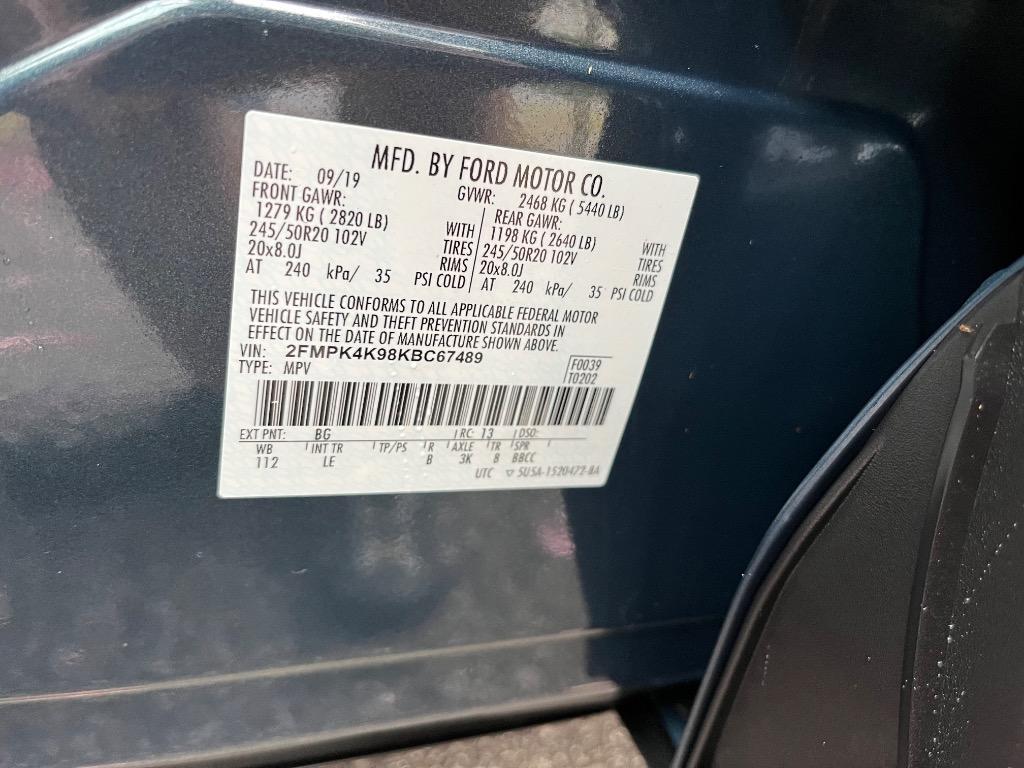 MFD. BY FORD MOTOR CO.
DATE: 09/19 GVWR: 2468 KG ( 5440 LB)
FRONT GAWR: REAR GAWR:
1279 KG ( 2820 LB) WITH 1198 KG ( 2640 LB) WITH
245/50R20 102V TIRES 245/50R20 102V TIRES
20x8.0J RIMS 20x8.0J RIMS
AT 240 kPa/ 35 PSI COLD AT 240 kPa/ 35 PSI COLD
THIS VEHICLE CONFORMS TO ALL APPLICABLE FEDERAL MOTOR
VEHICLE SAFETY AND THEFT PREVENTION STANDARDS IN
EFFECT ON THE DATE OF MANUFACTURE SHOWN ABOVE.
VIN: 2FMPK4K98KBC67489
TYPE: MPV F0039
T0202
EXT PNT: BG RC: 13 DSO:
WB INT TR TP/PS R AXLE TR SPR
112 LE B 3K 8 BBCC
UTC ▽ 5U5A-1520472-BA